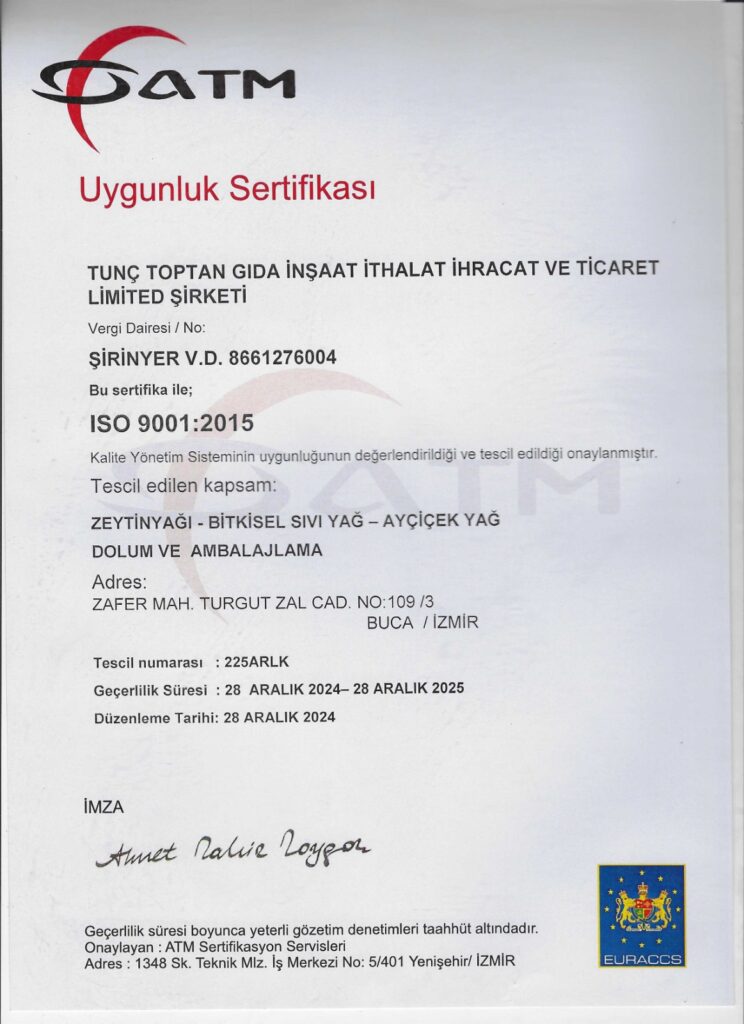 ATM
Uygunluk Sertifikası
TUNÇ TOPTAN GIDA İNŞAAT İTHALAT İHRACAT VE TİCARET
LİMİTED ŞİRKETİ
Vergi Dairesi / No:
ŞİRİNYER V.D. 8661276004
Bu sertifika ile;
ISO 9001:2015
Kalite Yönetim Sisteminin uygunluğunun değerlendirildiği ve tescil edildiği onaylanmıştır.
Tescil edilen kapsam:
ZEYTİNYAĞI - BİTKİSEL SIVI YAĞ – AYÇİÇEK YAĞ
DOLUM VE AMBALAJLAMA
Adres:
ZAFER MAH. TURGUT ZAL CAD. NO:109 /3
BUCA / İZMİR
Tescil numarası : 225ARLK
Geçerlilik Süresi : 28 ARALIK 2024– 28 ARALIK 2025
Düzenleme Tarihi: 28 ARALIK 2024
İMZA
Ahmet
Geçerlilik süresi boyunca yeterli gözetim denetimleri taahhüt altındadır.
Onaylayan : ATM Sertifikasyon Servisleri
Adres : 1348 Sk. Teknik Mlz. İş Merkezi No: 5/401 Yenişehir/ İZMİR
EURACCS